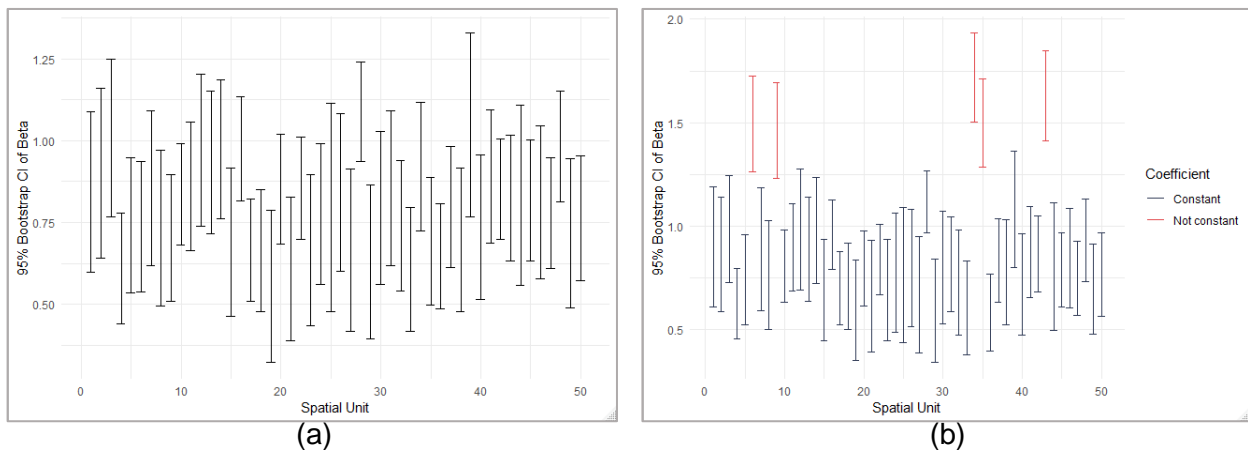 95% Bootstrap CI of Beta
1.25
1.00
0.75
0.50
0
10
20
30
40
50
Spatial Unit
(a)
95% Bootstrap CI of Beta
2.0
1.5
1.0
0.5
0
10
20
30
40
50
Spatial Unit
Coefficient
Constant
Not constant
(b)